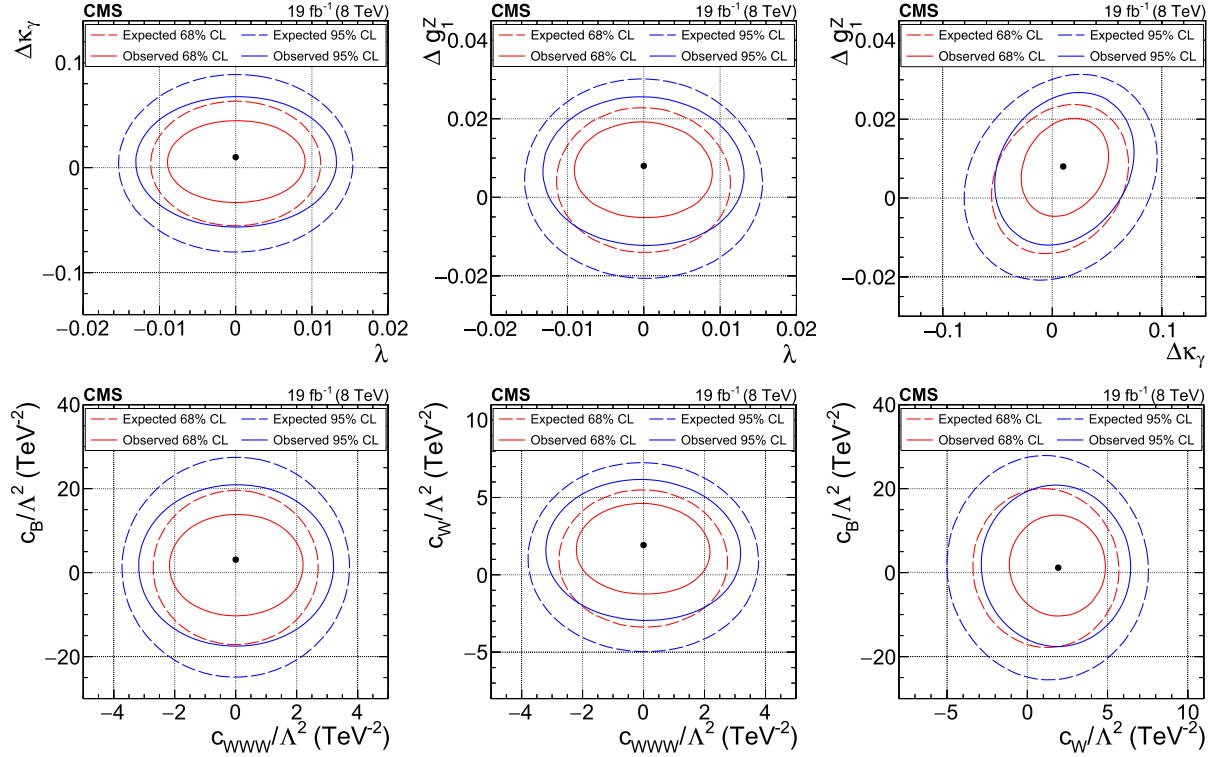 CMS 19 fb⁻¹ (8 TeV)
Expected 68% CL Expected 95% CL
Observed 68% CL Observed 95% CL
Δκγ
0.1
0
−0.1
−0.02 −0.01 0 0.01 0.02
λ
CMS 19 fb⁻¹ (8 TeV)
Expected 68% CL Expected 95% CL
Observed 68% CL Observed 95% CL
Δ g₁ᶻ
0.04
0.02
0
−0.02
−0.02 −0.01 0 0.01 0.02
λ
CMS 19 fb⁻¹ (8 TeV)
Expected 68% CL Expected 95% CL
Observed 68% CL Observed 95% CL
Δ g₁ᶻ
0.04
0.02
0
−0.02
−0.1 0 0.1
Δκγ
CMS 19 fb⁻¹ (8 TeV)
Expected 68% CL Expected 95% CL
Observed 68% CL Observed 95% CL
c_B/Λ² (TeV⁻²)
40
20
0
−20
−4 −2 0 2 4
c_WWW/Λ² (TeV⁻²)
CMS 19 fb⁻¹ (8 TeV)
Expected 68% CL Expected 95% CL
Observed 68% CL Observed 95% CL
c_W/Λ² (TeV⁻²)
10
5
0
−5
−4 −2 0 2 4
c_WWW/Λ² (TeV⁻²)
CMS 19 fb⁻¹ (8 TeV)
Expected 68% CL Expected 95% CL
Observed 68% CL Observed 95% CL
c_B/Λ² (TeV⁻²)
40
20
0
−20
−5 0 5 10
c_W/Λ² (TeV⁻²)